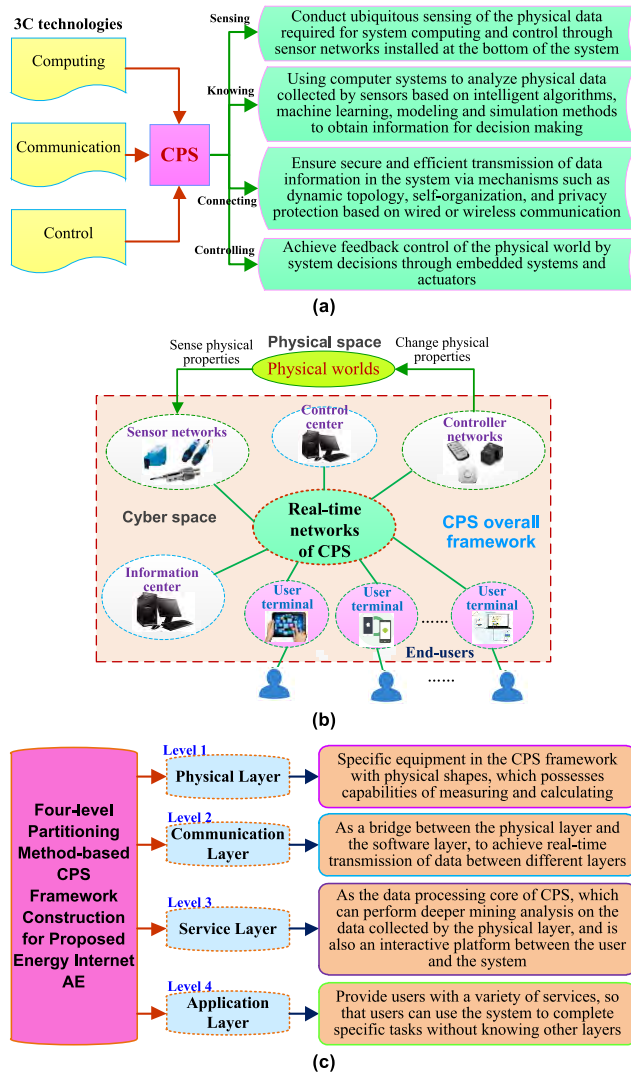 3C technologies
Computing
Communication
Control
CPS
Sensing
Conduct ubiquitous sensing of the physical data
required for system computing and control through
sensor networks installed at the bottom of the system
Knowing
Using computer systems to analyze physical data
collected by sensors based on intelligent algorithms,
machine learning, modeling and simulation methods
to obtain information for decision making
Connecting
Ensure secure and efficient transmission of data
information in the system via mechanisms such as
dynamic topology, self-organization, and privacy
protection based on wired or wireless communication
Controlling
Achieve feedback control of the physical world by
system decisions through embedded systems and
actuators
(a)
Physical space
Sense physical
properties
Physical worlds
Change physical
properties
Sensor networks
Control
center
Controller
networks
Cyber space
Real-time
networks
of CPS
CPS overall
framework
Information
center
User
terminal
User
terminal
......
User
terminal
End-users
......
(b)
Four-level
Partitioning
Method-based
CPS
Framework
Construction
for Proposed
Energy Internet
AE
Level 1
Physical Layer
Specific equipment in the CPS framework
with physical shapes, which possesses
capabilities of measuring and calculating
Level 2
Communication
Layer
As a bridge between the physical layer and
the software layer, to achieve real-time
transmission of data between different layers
Level 3
Service Layer
As the data processing core of CPS, which
can perform deeper mining analysis on the
data collected by the physical layer, and is
also an interactive platform between the user
and the system
Level 4
Application
Layer
Provide users with a variety of services, so
that users can use the system to complete
specific tasks without knowing other layers
(c)